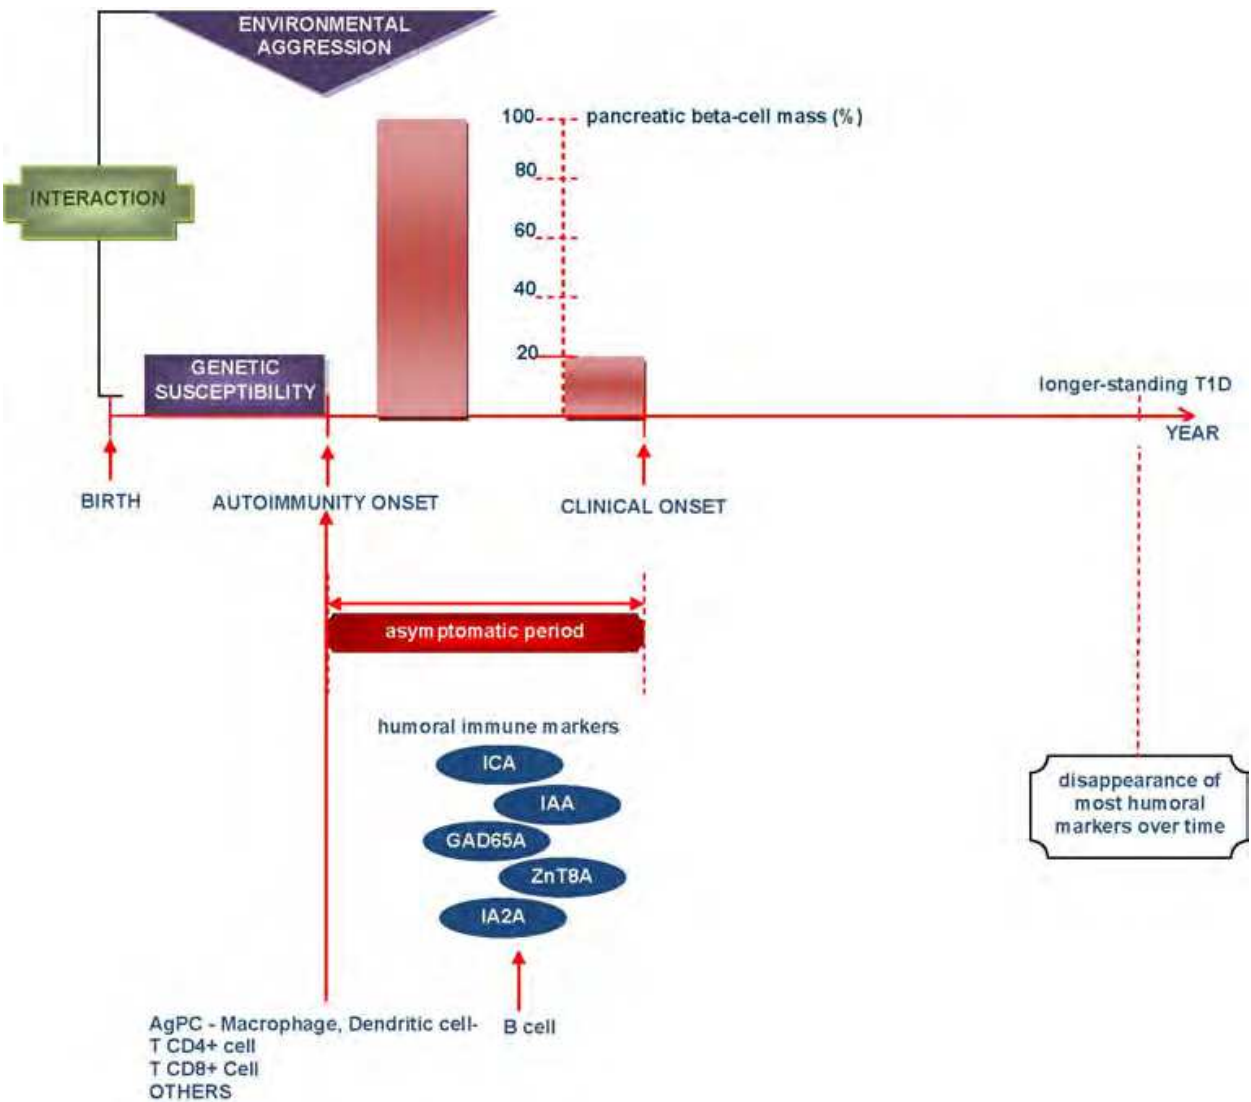 ENVIRONMENTAL
AGGRESSION
100
pancreatic beta-cell mass (%)
80
INTERACTION
60
40
20
GENETIC
SUSCEPTIBILITY
longer-standing T1D
YEAR
BIRTH
AUTOIMMUNITY ONSET
CLINICAL ONSET
asymptomatic period
humoral immune markers
ICA
IAA
GAD65A
ZnT8A
IA2A
disappearance of
most humoral
markers over time
AgPC - Macrophage, Dendritic cell-
T CD4+ cell
T CD8+ Cell
OTHERS
B cell